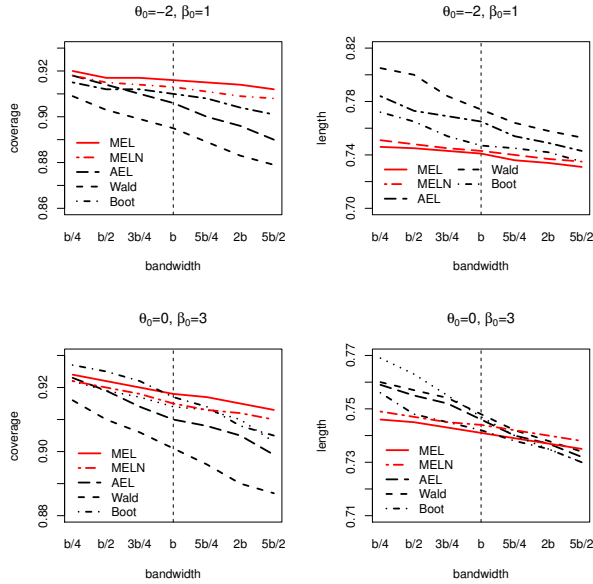 θ₀=−2, β₀=1
coverage
0.86 0.88 0.90 0.92
MEL
MELN
AEL
Wald
Boot
b/4 b/2 3b/4 b 5b/4 2b 5b/2
bandwidth
θ₀=−2, β₀=1
length
0.70 0.74 0.78 0.82
MEL
MELN
AEL
Wald
Boot
b/4 b/2 3b/4 b 5b/4 2b 5b/2
bandwidth
θ₀=0, β₀=3
coverage
0.88 0.90 0.92
MEL
MELN
AEL
Wald
Boot
b/4 b/2 3b/4 b 5b/4 2b 5b/2
bandwidth
θ₀=0, β₀=3
length
0.71 0.73 0.75 0.77
MEL
MELN
AEL
Wald
Boot
b/4 b/2 3b/4 b 5b/4 2b 5b/2
bandwidth